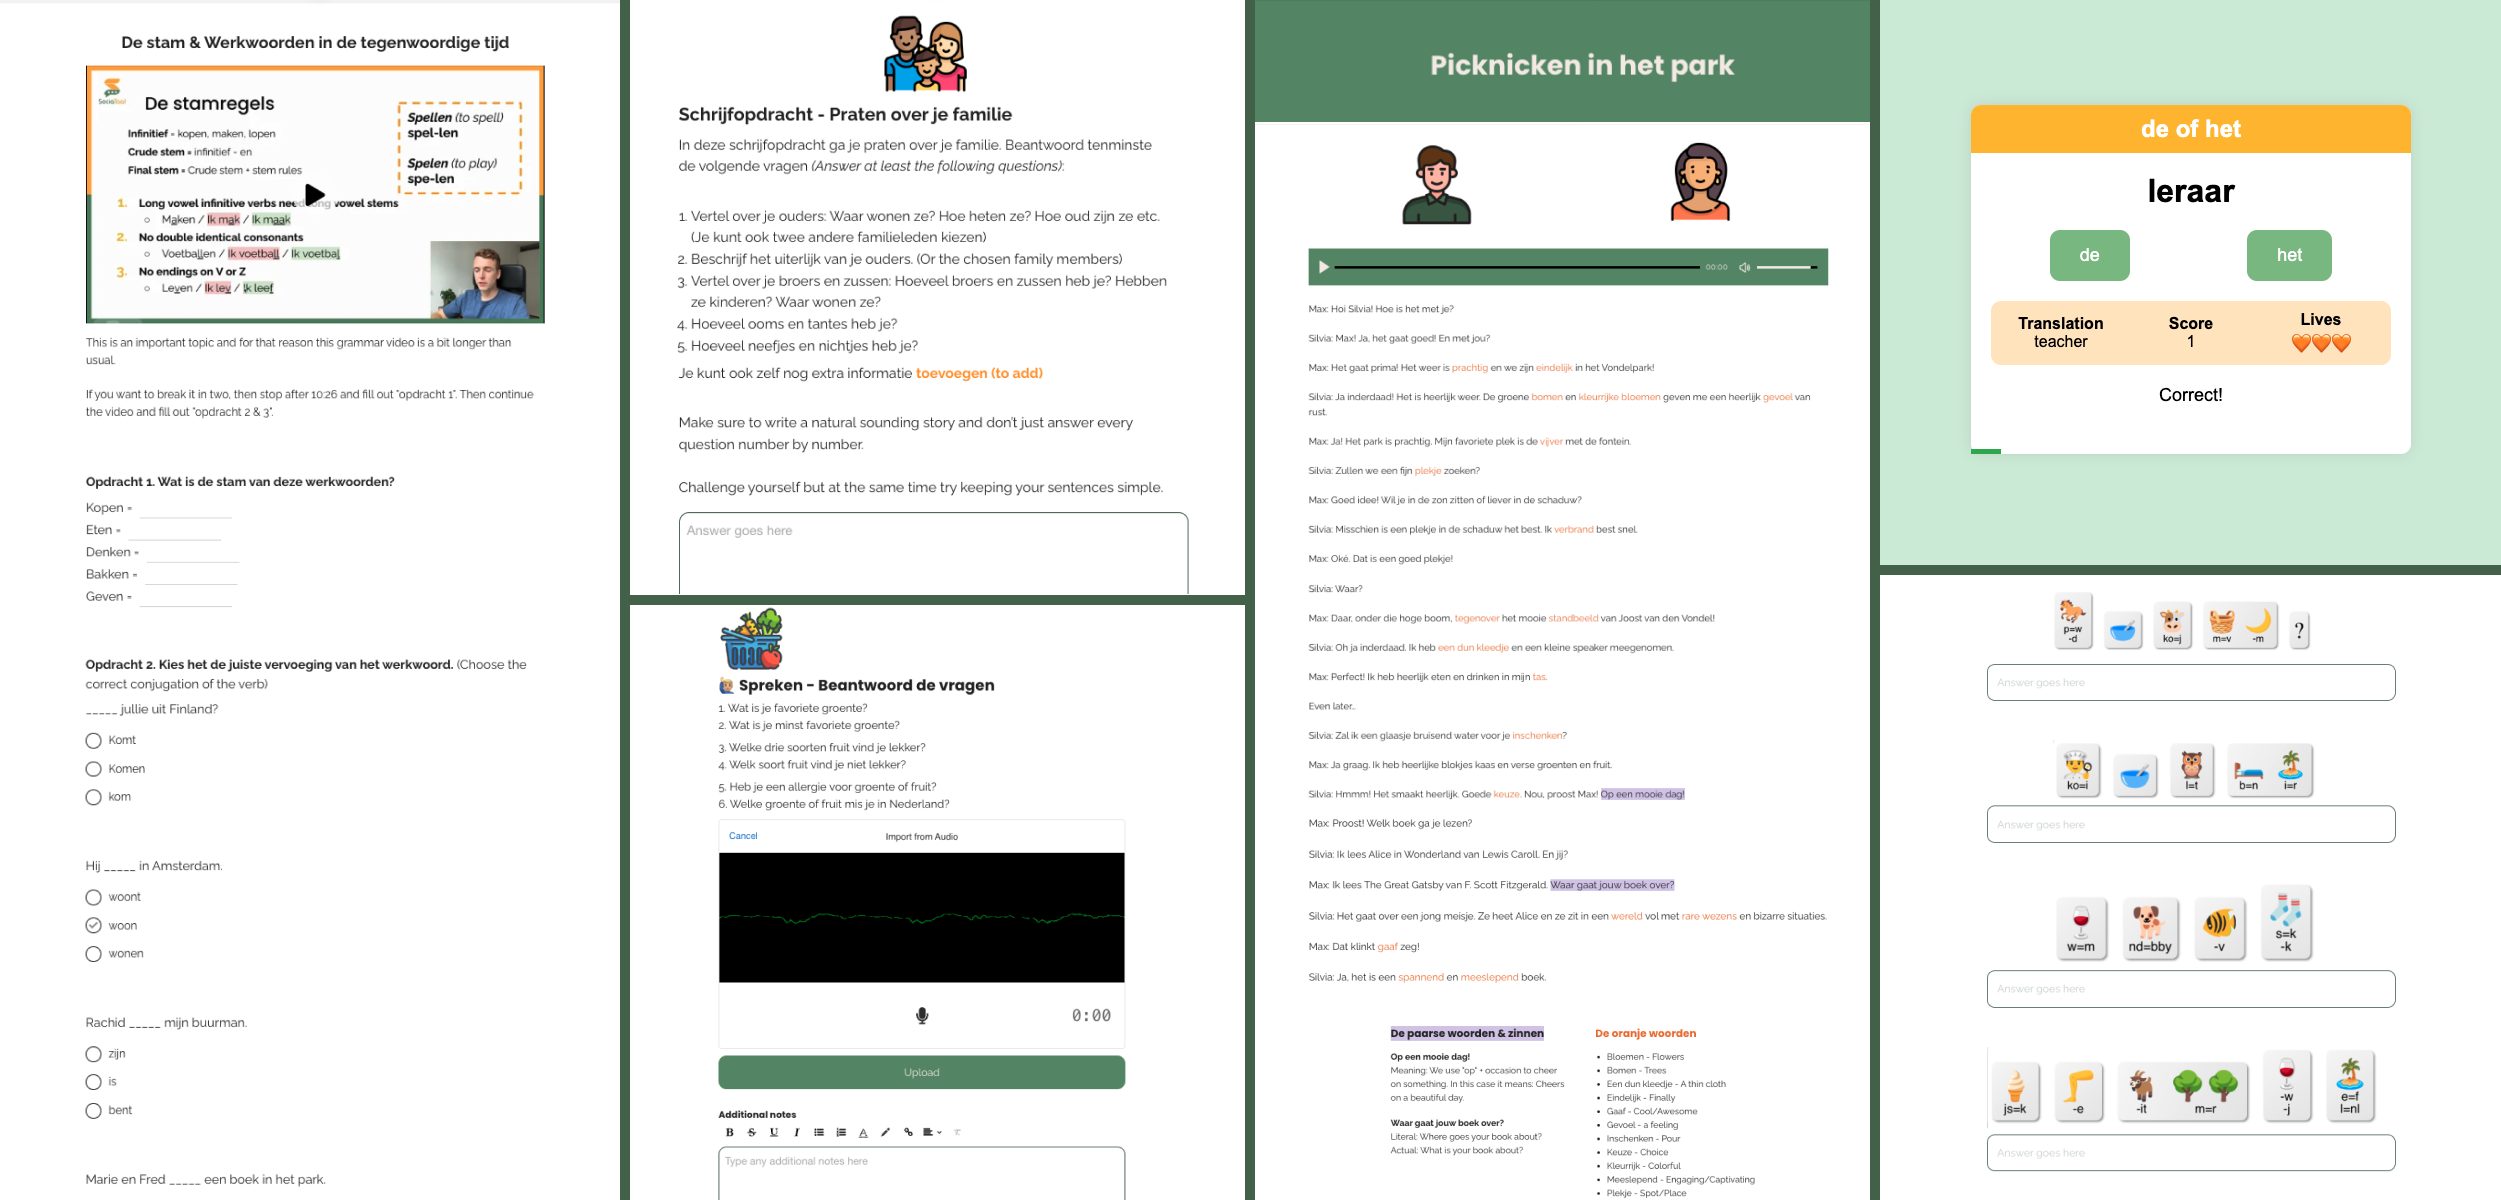 De stam & Werkwoorden in de tegenwoordige tijd
SocialDool
De stamregels
Infinitief = kopen, maken, lopen
Crude stem = infinitief - en
Final stem = Crude stem + stem rules
Spellen (to spell)
spel-len
Spelen (to play)
spe-len
1. Long vowel infinitive verbs need long vowel stems
Maken / Ik mak / Ik maak
2. No double identical consonants
Voetballen / Ik voetball / Ik voetbal
3. No endings on V or Z
Leven / Ik lev / Ik leef
This is an important topic and for that reason this grammar video is a bit longer than
usual.
If you want to break it in two, then stop after 10:26 and fill out "opdracht 1". Then continue
the video and fill out "opdracht 2 & 3".
Opdracht 1. Wat is de stam van deze werkwoorden?
Kopen =
Eten =
Denken =
Bakken =
Geven =
Opdracht 2. Kies het de juiste vervoeging van het werkwoord. (Choose the
correct conjugation of the verb)
_____ jullie uit Finland?
Komt
Komen
kom
Hij _____ in Amsterdam.
woont
woon
wonen
Rachid _____ mijn buurman.
zijn
is
bent
Marie en Fred _____ een boek in het park.
Schrijfopdracht - Praten over je familie
In deze schrijfopdracht ga je praten over je familie. Beantwoord tenminste
de volgende vragen (Answer at least the following questions):
1. Vertel over je ouders: Waar wonen ze? Hoe heten ze? Hoe oud zijn ze etc.
(Je kunt ook twee andere familieleden kiezen)
2. Beschrijf het uiterlijk van je ouders. (Or the chosen family members)
3. Vertel over je broers en zussen: Hoeveel broers en zussen heb je? Hebben
ze kinderen? Waar wonen ze?
4. Hoeveel ooms en tantes heb je?
5. Hoeveel neefjes en nichtjes heb je?
Je kunt ook zelf nog extra informatie toevoegen (to add)
Make sure to write a natural sounding story and don't just answer every
question number by number.
Challenge yourself but at the same time try keeping your sentences simple.
Answer goes here
Spreken - Beantwoord de vragen
1. Wat is je favoriete groente?
2. Wat is je minst favoriete groente?
3. Welke drie soorten fruit vind je lekker?
4. Welk soort fruit vind je niet lekker?
5. Heb je een allergie voor groente of fruit?
6. Welke groente of fruit mis je in Nederland?
Cancel
Import from Audio
0:00
Upload
Additional notes
B S U I A
Type any additional notes here
Picknicken in het park
00:00
Max: Hoi Silvia! Hoe is het met je?
Silvia: Max! Ja, het gaat goed! En met jou?
Max: Het gaat prima! Het weer is prachtig en we zijn eindelijk in het Vondelpark!
Silvia: Ja inderdaad! Het is heerlijk weer. De groene bomen en kleurrijke bloemen geven me een heerlijk gevoel van
rust.
Max: Ja! Het park is prachtig. Mijn favoriete plek is de vijver met de fontein.
Silvia: Zullen we een fijn plekje zoeken?
Max: Goed idee! Wil je in de zon zitten of liever in de schaduw?
Silvia: Misschien is een plekje in de schaduw het best. Ik verbrand best snel.
Max: Oké. Dat is een goed plekje!
Silvia: Waar?
Max: Daar, onder die hoge boom, tegenover het mooie standbeeld van Joost van den Vondel!
Silvia: Oh ja inderdaad. Ik heb een dun kleedje en een kleine speaker meegenomen.
Max: Perfect! Ik heb heerlijk eten en drinken in mijn tas.
Even later..
Silvia: Zal ik een glaasje bruisend water voor je inschenken?
Max: Ja graag. Ik heb heerlijke blokjes kaas en verse groenten en fruit.
Silvia: Hmmm! Het smaakt heerlijk. Goede keuze. Nou, proost Max! Op een mooie dag!
Max: Proost! Welk boek ga je lezen?
Silvia: Ik lees Alice in Wonderland van Lewis Caroll. En jij?
Max: Ik lees The Great Gatsby van F. Scott Fitzgerald. Waar gaat jouw boek over?
Silvia: Het gaat over een jong meisje. Ze heet Alice en ze zit in een wereld vol met rare wezens en bizarre situaties.
Max: Dat klinkt gaaf zeg!
Silvia: Ja, het is een spannend en meeslepend boek.
De paarse woorden & zinnen
Op een mooie dag!
Meaning: We use "op" + occasion to cheer
on something. In this case it means: Cheers
on a beautiful day.
Waar gaat jouw boek over?
Literal: Where goes your book about?
Actual: What is your book about?
De oranje woorden
Bloemen - Flowers
Bomen - Trees
Een dun kleedje - A thin cloth
Eindelijk - Finally
Gaaf - Cool/Awesome
Gevoel - a feeling
Inschenken - Pour
Keuze - Choice
Kleurrijk - Colorful
Meeslepend - Engaging/Captivating
Plekje - Spot/Place
de of het
leraar
de
het
Translation
teacher
Score
1
Lives
Correct!
p=w
-d
ko=j
m=v
-m
?
Answer goes here
ko=i
l=t
b=n
i=r
Answer goes here
w=m
nd=bby
-v
s=k
-k
Answer goes here
js=k
-e
-it
m=r
-w
-j
e=f
l=nl
Answer goes here